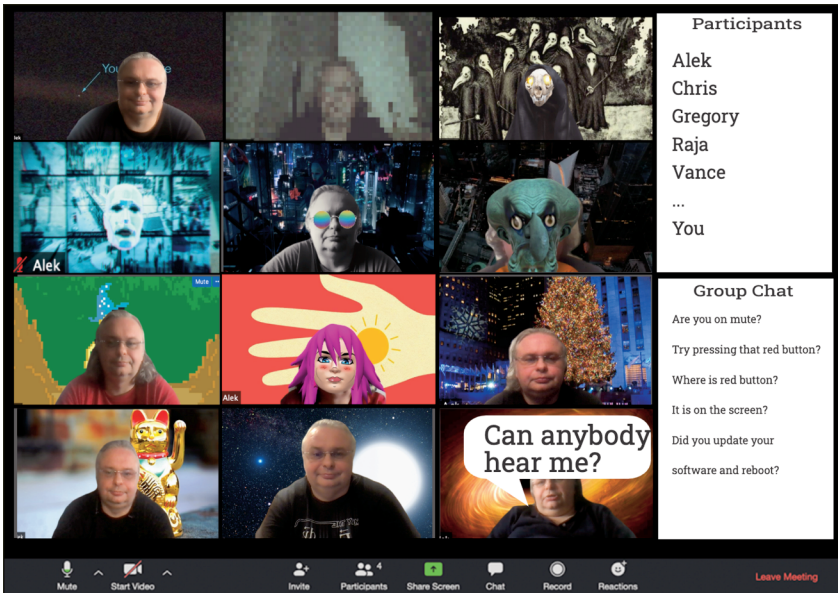 You
Participants
Alek
Chris
Gregory
Raja
Vance
...
You
Alek
Mute
Alek
Group Chat
Are you on mute?
Try pressing that red button?
Where is red button?
It is on the screen?
Did you update your
software and reboot?
Can anybody
hear me?
Mute
Start Video
Invite
Participants
4
Share Screen
Chat
Record
Reactions
Leave Meeting